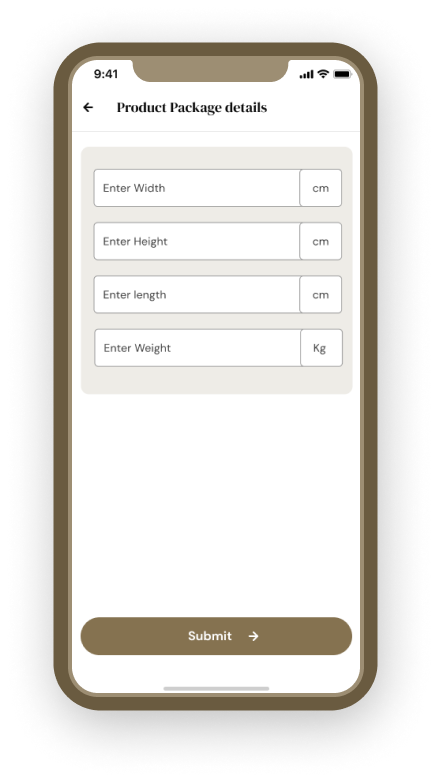 9:41
Product Package details
Enter Width cm
Enter Height cm
Enter length cm
Enter Weight Kg
Submit